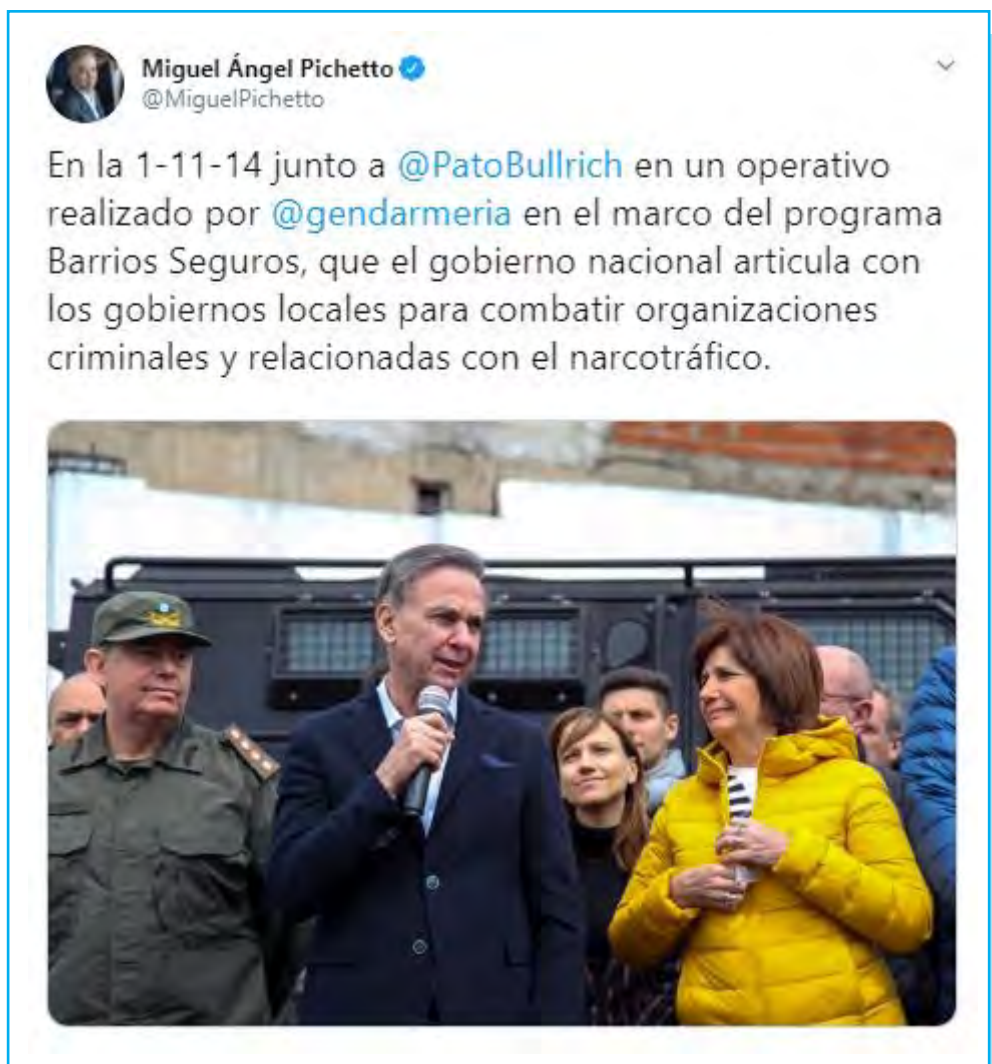 Miguel Ángel Pichetto
@MiguelPichetto
En la 1-11-14 junto a @PatoBullrich en un operativo
realizado por @gendarmeria en el marco del programa
Barrios Seguros, que el gobierno nacional articula con
los gobiernos locales para combatir organizaciones
criminales y relacionadas con el narcotráfico.